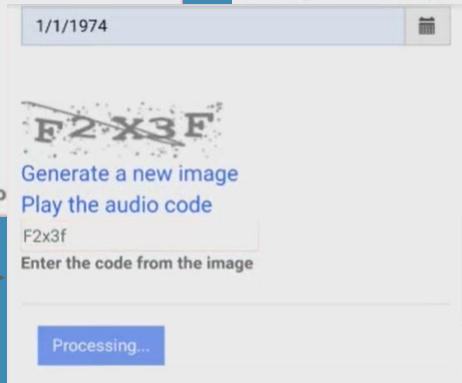 1/1/1974
F2X3F
Generate a new image
Play the audio code
F2x3f
Enter the code from the image
Processing...